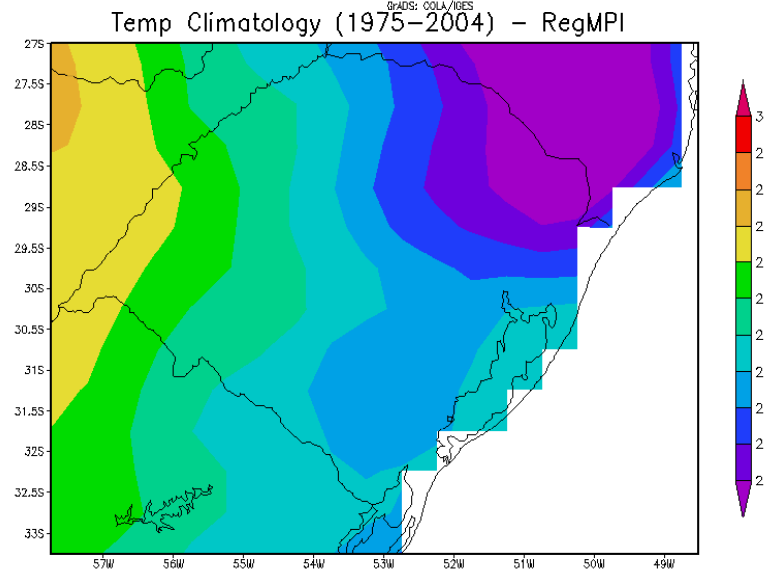 GrADS: COLA/IGES
Temp Climatology (1975-2004) - RegMPI
27S
27.5S
28S
28.5S
29S
29.5S
30S
30.5S
31S
31.5S
32S
32.5S
33S
57W 56W 55W 54W 53W 52W 51W 50W 49W
3
2
2
2
2
2
2
2
2
2
2